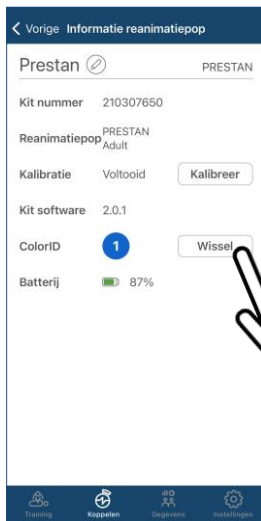 Vorige Informatie reanimatiepop
Prestan PRESTAN
Kit nummer 210307650
Reanimatiepop PRESTAN Adult
Kalibratie Voltooid Kalibreer
Kit software 2.0.1
ColorID 1 Wissel
Batterij 87%
Training Koppelen Gegevens Instellingen